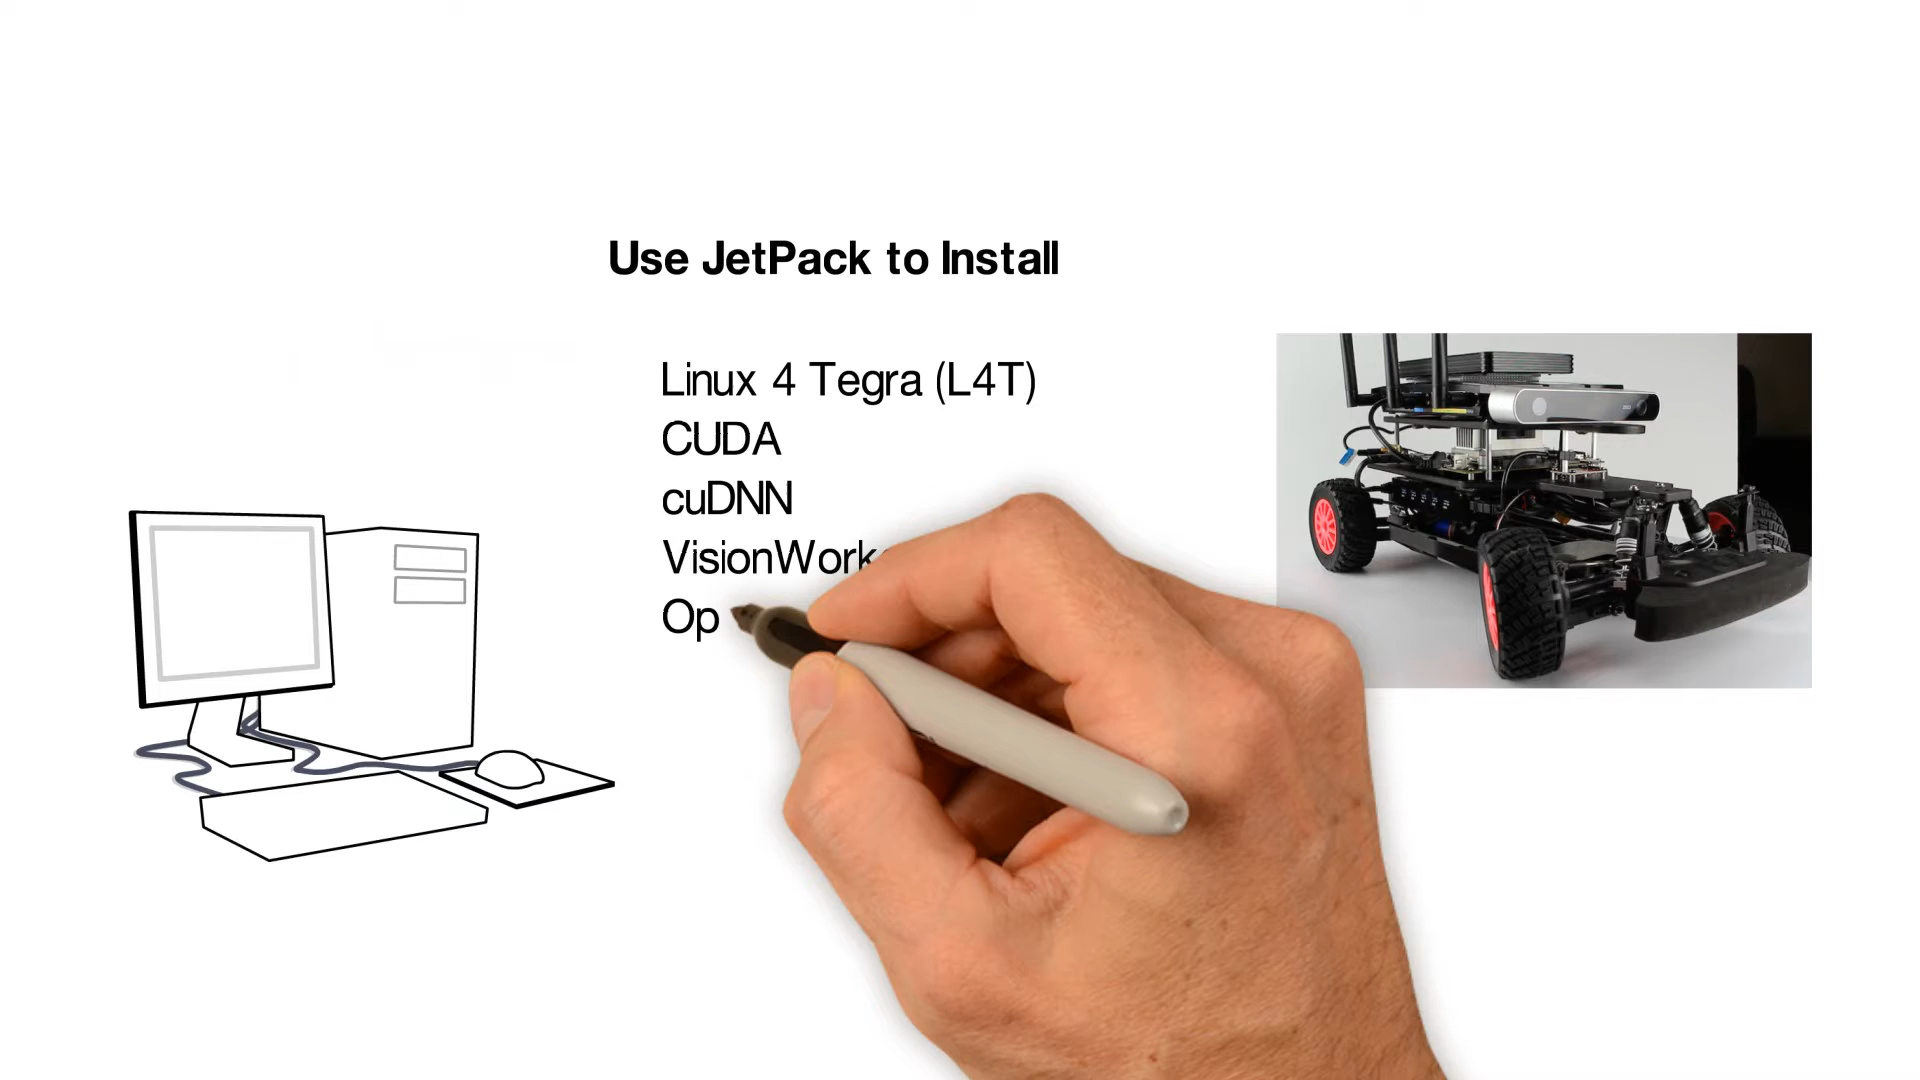 Use JetPack to Install
Linux 4 Tegra (L4T)
CUDA
cuDNN
VisionWork
Op